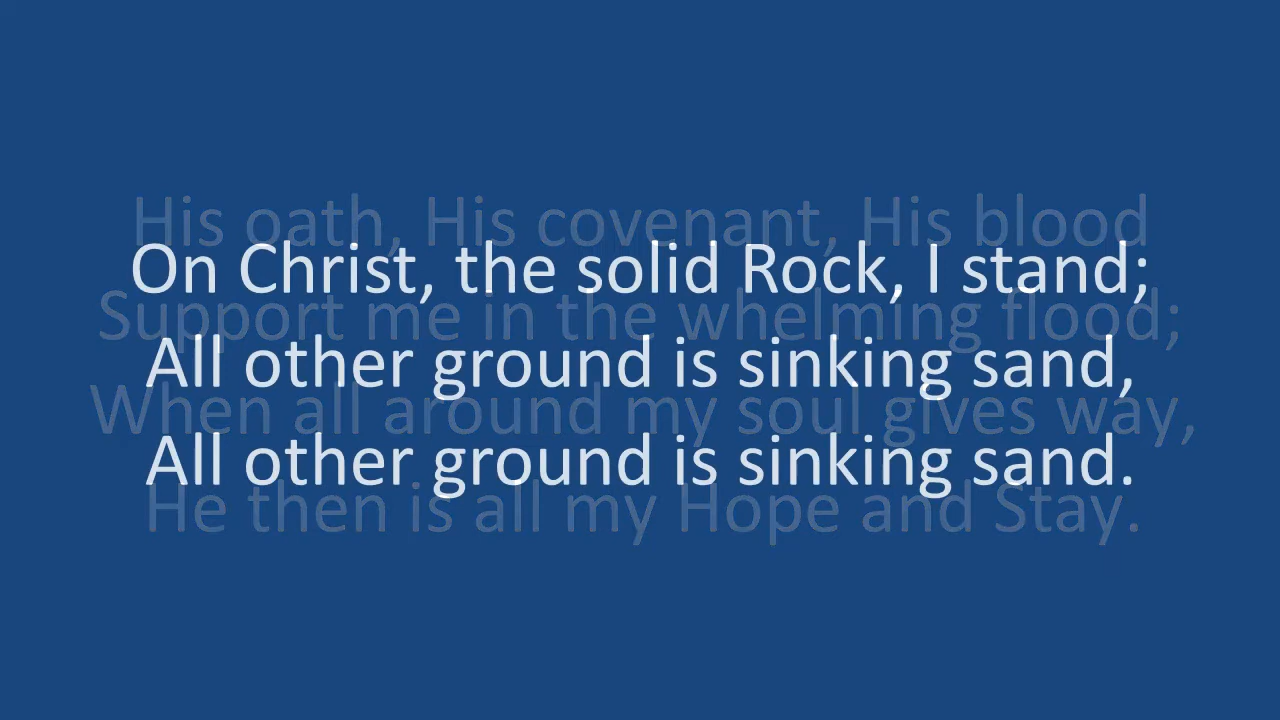 His oath, His covenant, His blood
On Christ, the solid Rock, I stand;
Support me in the whelming flood;
All other ground is sinking sand,
When all around my soul gives way,
All other ground is sinking sand.
He then is all my Hope and Stay.